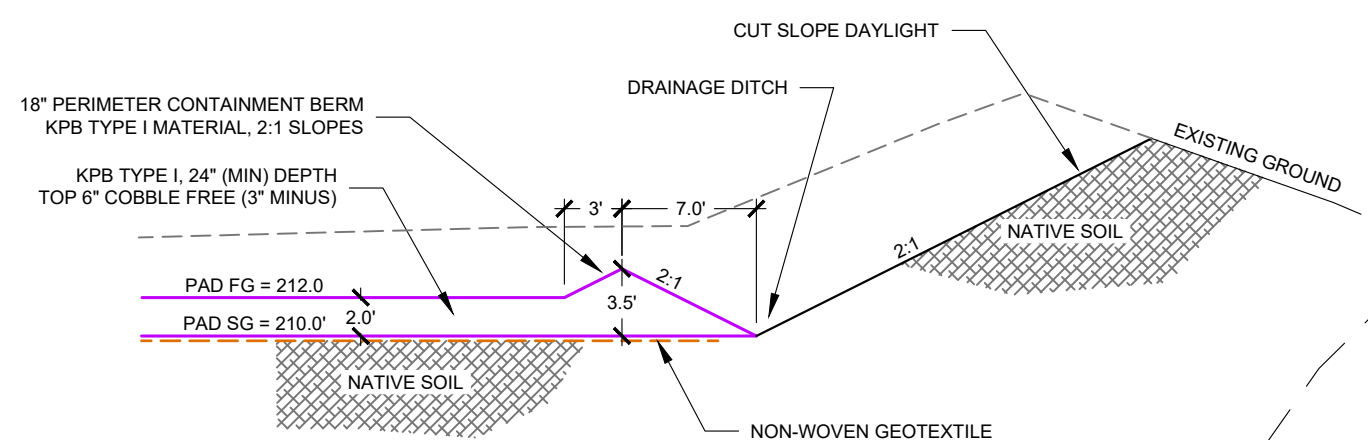 CUT SLOPE DAYLIGHT
DRAINAGE DITCH
18" PERIMETER CONTAINMENT BERM
KPB TYPE I MATERIAL, 2:1 SLOPES
EXISTING GROUND
KPB TYPE I, 24" (MIN) DEPTH
TOP 6" COBBLE FREE (3" MINUS)
3'
7.0'
NATIVE SOIL
2:1
2:1
PAD FG = 212.0
3.5'
2.0'
PAD SG = 210.0'
NATIVE SOIL
NON-WOVEN GEOTEXTILE